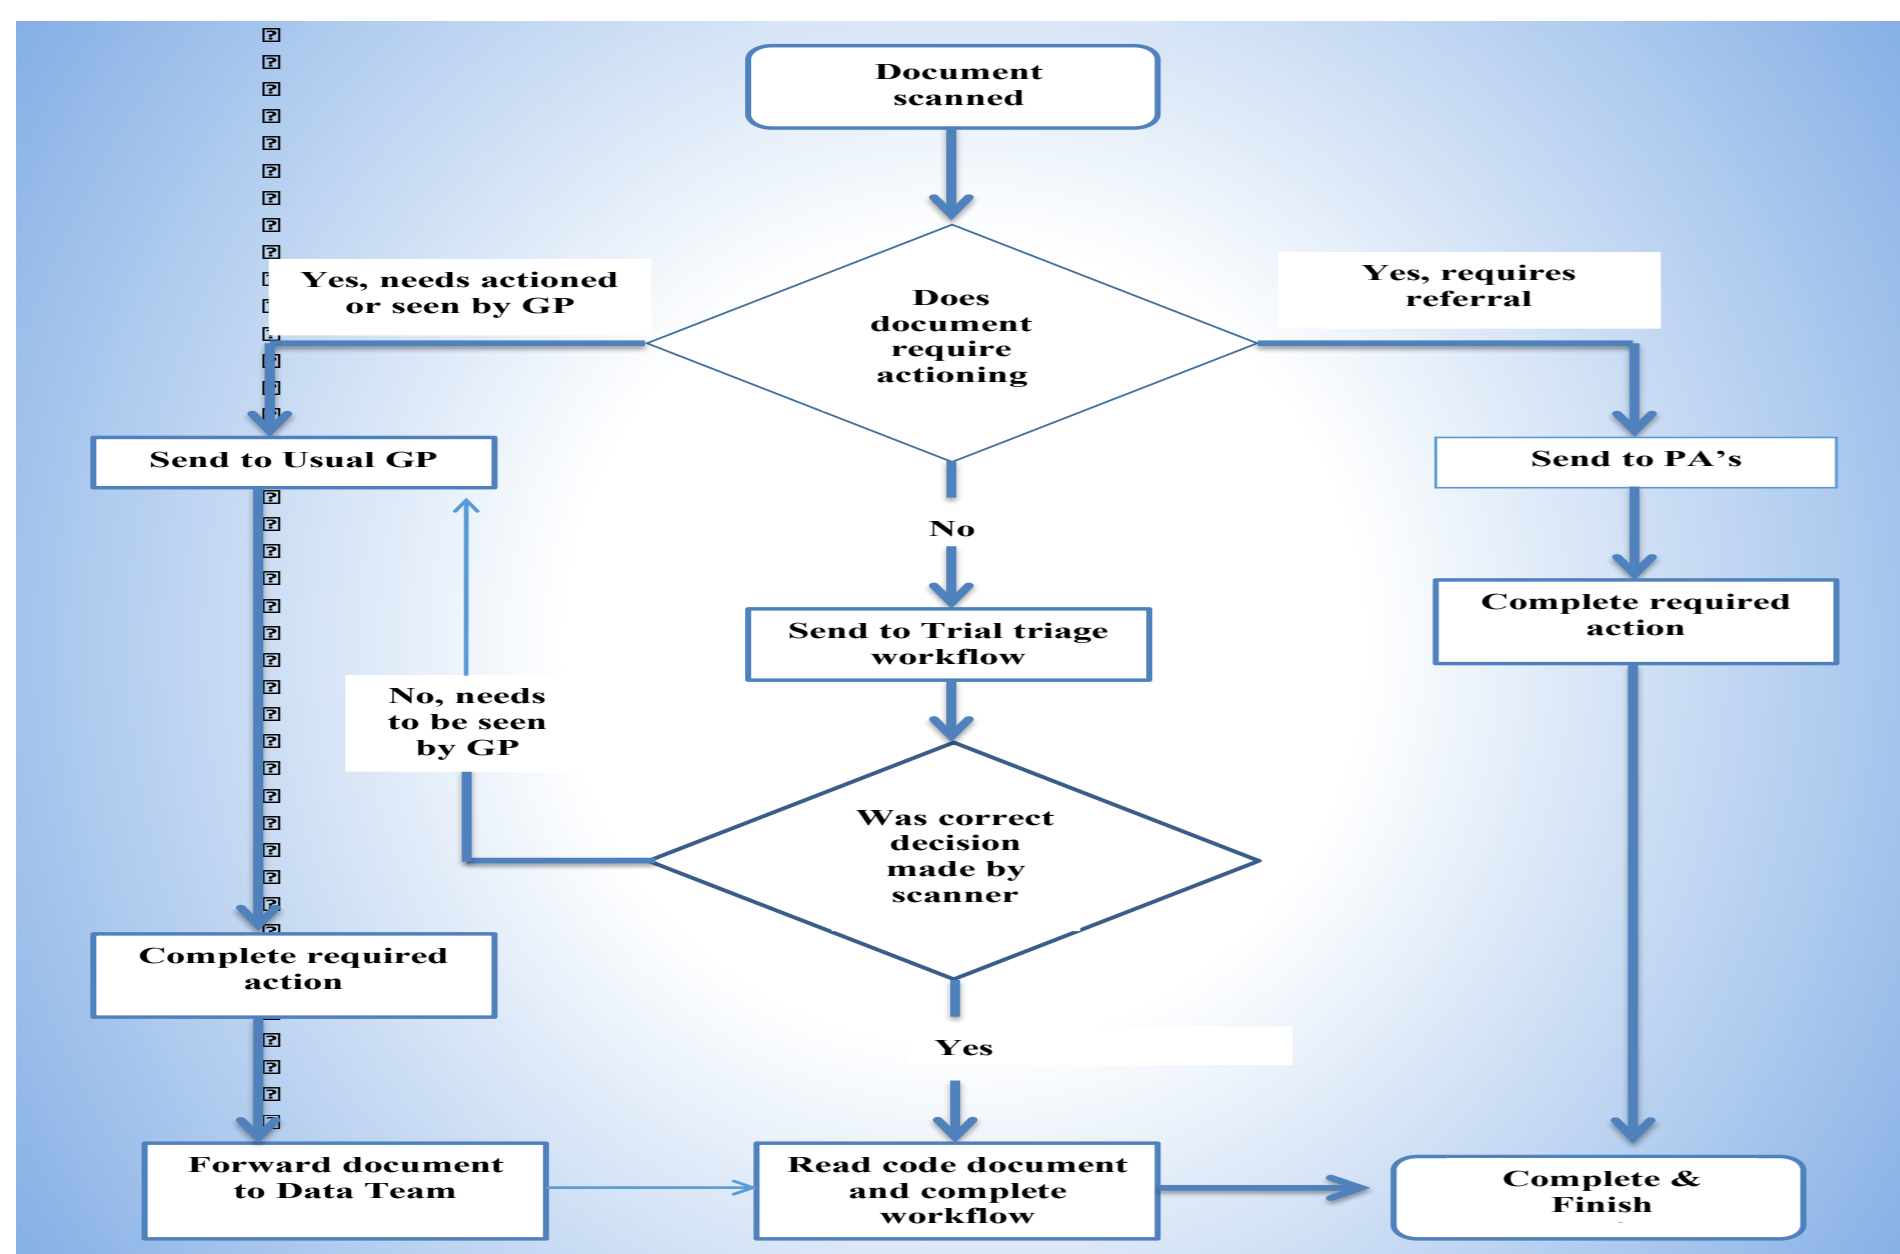 Document
scanned
Yes, needs actioned
or seen by GP
Does
document
require
actioning
Yes, requires
referral
Send to Usual GP
Send to PA’s
No
Send to Trial triage
workflow
Complete required
action
No, needs
to be seen
by GP
Was correct
decision
made by
scanner
Complete required
action
Yes
Forward document
to Data Team
Read code document
and complete
workflow
Complete &
Finish